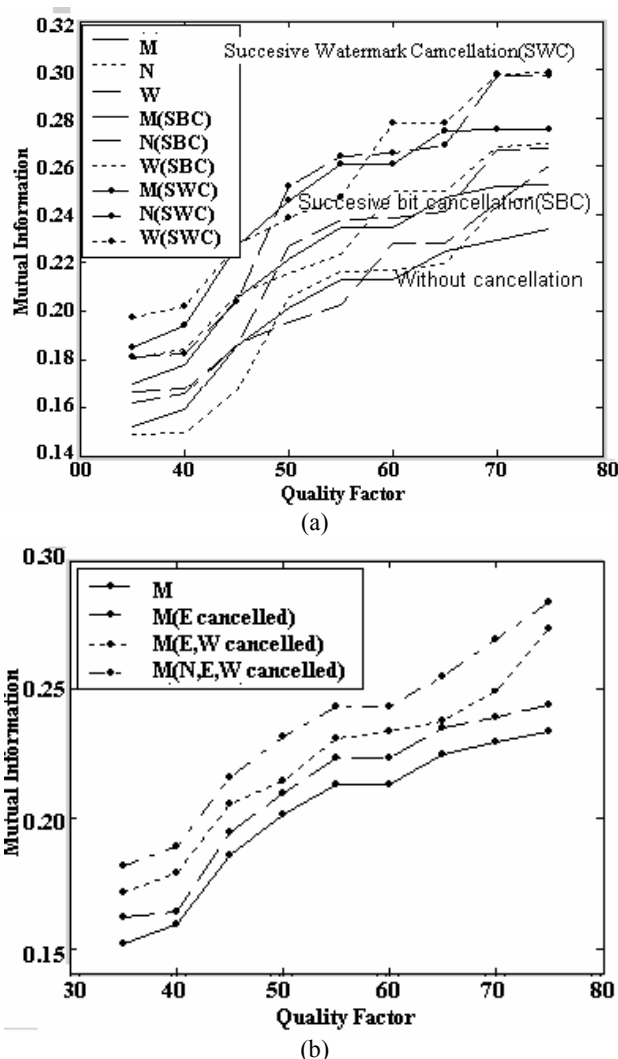 0.32
0.30
0.28
0.26
0.24
0.22
0.20
0.18
0.16
0.14
Mutual Information
M
N
W
M(SBC)
N(SBC)
W(SBC)
M(SWC)
N(SWC)
W(SWC)
Succesive Watermark Camcellation(SWC)
Succesive bit cancellation(SBC)
Without cancellation
00 40 50 60 70 80
Quality Factor
(a)
0.30
0.25
0.20
0.15
Mutual Information
M
M(E cancelled)
M(E,W cancelled)
M(N,E,W cancelled)
30 40 50 60 70 80
Quality Factor
(b)